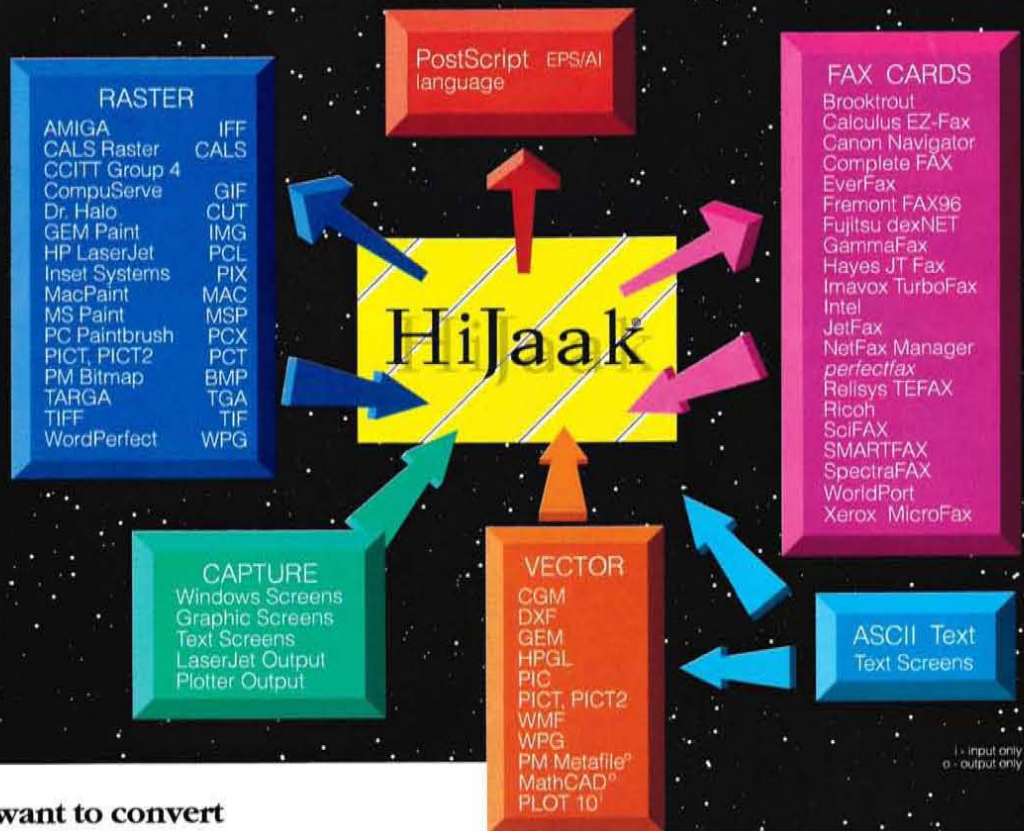 PostScript EPS/AI
language
RASTER
AMIGA IFF
CALS Raster CALS
CCITT Group 4
CompuServe GIF
Dr. Halo CUT
GEM Paint IMG
HP LaserJet PCL
Inset Systems PIX
MacPaint MAC
MS Paint MSP
PC Paintbrush PCX
PICT, PICT2 PCT
PM Bitmap BMP
TARGA TGA
TIFF TIF
WordPerfect WPG
FAX CARDS
Brooktrout
Calculus EZ-Fax
Canon Navigator
Complete FAX
EverFax
Fremont FAX96
Fujitsu dexNET
GammaFax
Hayes JT Fax
Imavox TurboFax
Intel
JetFax
NetFax Manager
perfectfax
Relisys TEFAX
Ricoh
SciFAX
SMARTFAX
SpectraFAX
WorldPort
Xerox MicroFax
HiJaak®
CAPTURE
Windows Screens
Graphic Screens
Text Screens
LaserJet Output
Plotter Output
VECTOR
CGM
DXF
GEM
HPGL
PIC
PICT, PICT2
WMF
WPG
PM Metafileº
MathCADº
PLOT 10ⁱ
ASCII Text
Text Screens
i - input only
o - output only
want to convert